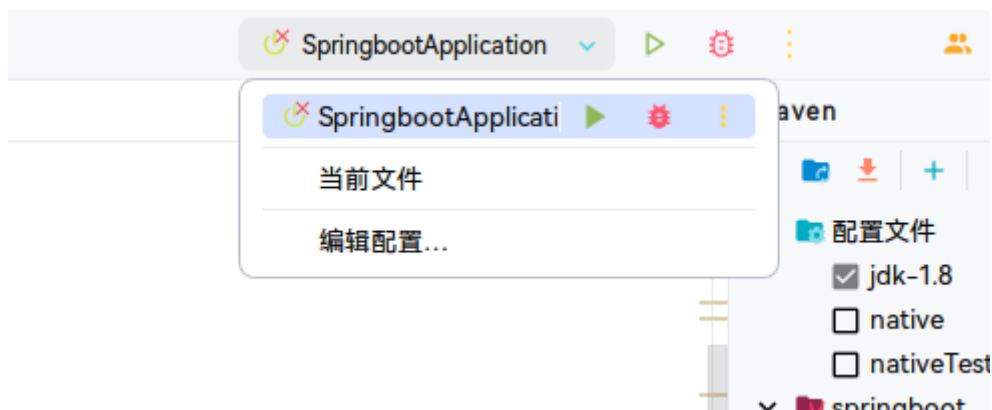 SpringbootApplication
SpringbootApplicati
aven
当前文件
编辑配置...
配置文件
jdk-1.8
native
nativeTest
springboot